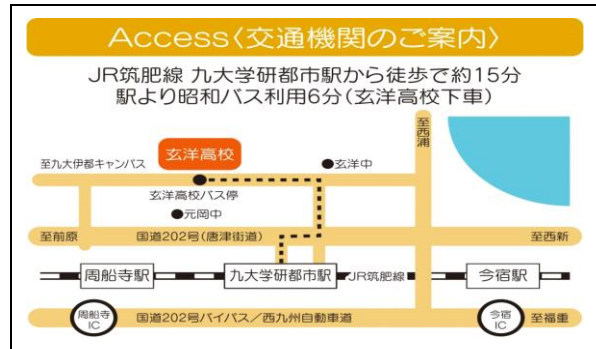 Access〈交通機関のご案内〉
JR筑肥線 九大学研都市駅から徒歩で約15分
駅より昭和バス利用6分(玄洋高校下車)
至西浦
至九大伊都キャンパス
玄洋高校
●玄洋中
玄洋高校バス停
●元岡中
至前原
国道202号(唐津街道)
至西新
周船寺駅
九大学研都市駅
JR筑肥線
今宿駅
周船寺
IC
国道202号バイパス/西九州自動車道
今宿
IC
至福重